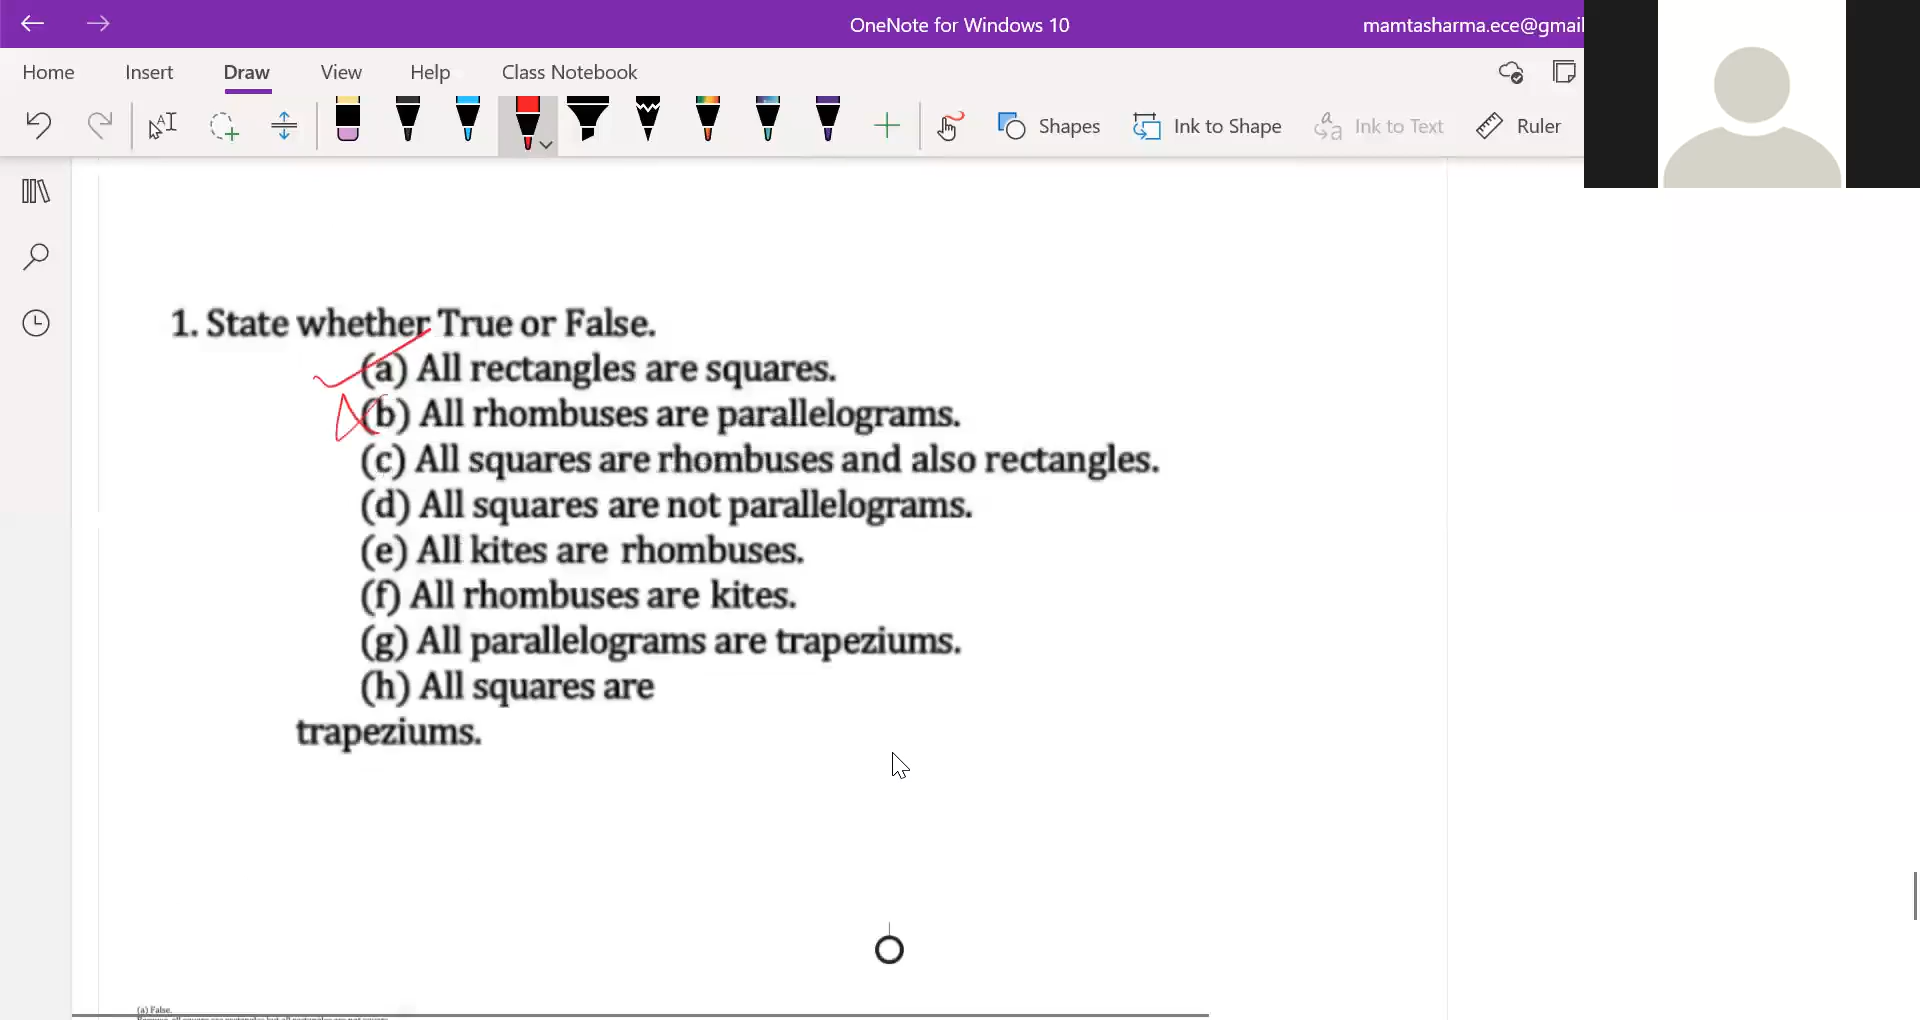 OneNote for Windows 10
mamtasharma.ece@gmail
Home Insert Draw View Help Class Notebook
Shapes Ink to Shape Ink to Text Ruler
1. State whether True or False.
(a) All rectangles are squares.
(b) All rhombuses are parallelograms.
(c) All squares are rhombuses and also rectangles.
(d) All squares are not parallelograms.
(e) All kites are rhombuses.
(f) All rhombuses are kites.
(g) All parallelograms are trapeziums.
(h) All squares are
trapeziums.
(a) False.